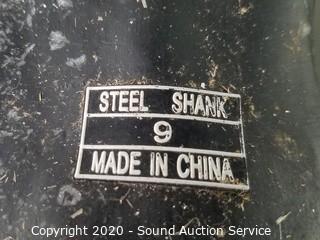 STEEL SHANK
9
MADE IN CHINA
Copyright 2020 - Sound Auction Service